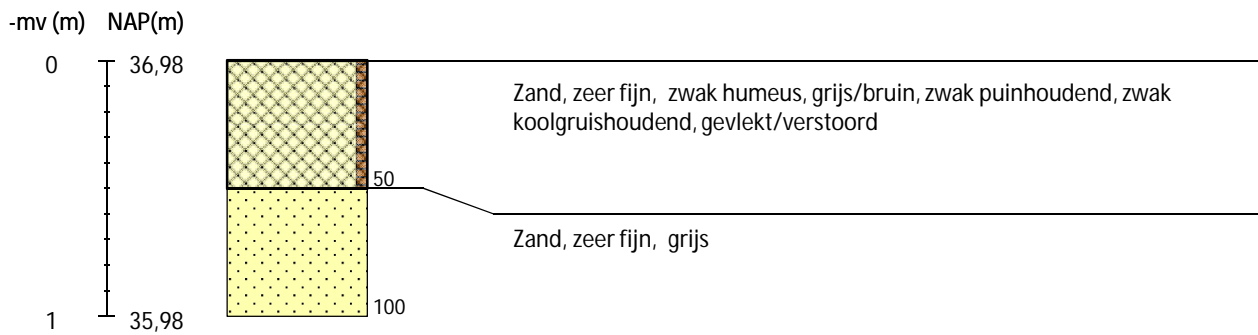 -mv (m) NAP(m)
0 36,98
Zand, zeer fijn, zwak humeus, grijs/bruin, zwak puinhoudend, zwak
koolgruishoudend, gevlekt/verstoord
50
Zand, zeer fijn, grijs
100
1 35,98